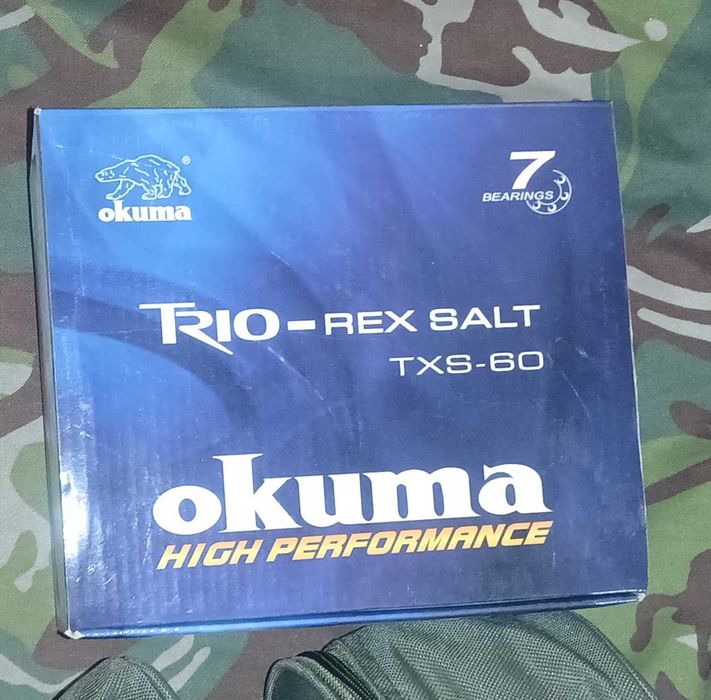 okuma®
7
BEARINGS
TRIO-REX SALT
TXS-60
okuma
HIGH PERFORMANCE